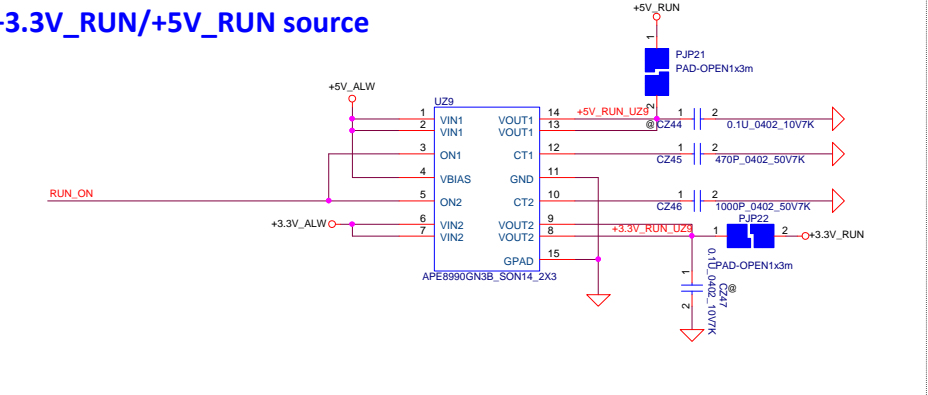 +3.3V_RUN/+5V_RUN source
+5V_RUN
1
PJP21
PAD-OPEN1x3m
2
+5V_ALW
UZ9
1 VIN1
2 VIN1
3 ON1
4 VBIAS
5 ON2
6 VIN2
7 VIN2
VOUT1 14
VOUT1 13
CT1 12
GND 11
CT2 10
VOUT2 9
VOUT2 8
GPAD 15
APE8990GN3B_SON14_2X3
RUN_ON
+3.3V_ALW
+5V_RUN_UZ9
@CZ44 1 2 0.1U_0402_10V7K
CZ45 1 2 470P_0402_50V7K
CZ46 1 2 1000P_0402_50V7K
+3.3V_RUN_UZ9
PJP22
1 2 +3.3V_RUN
PAD-OPEN1x3m
1
2
CZ47
@
0.1U_0402_10V7K